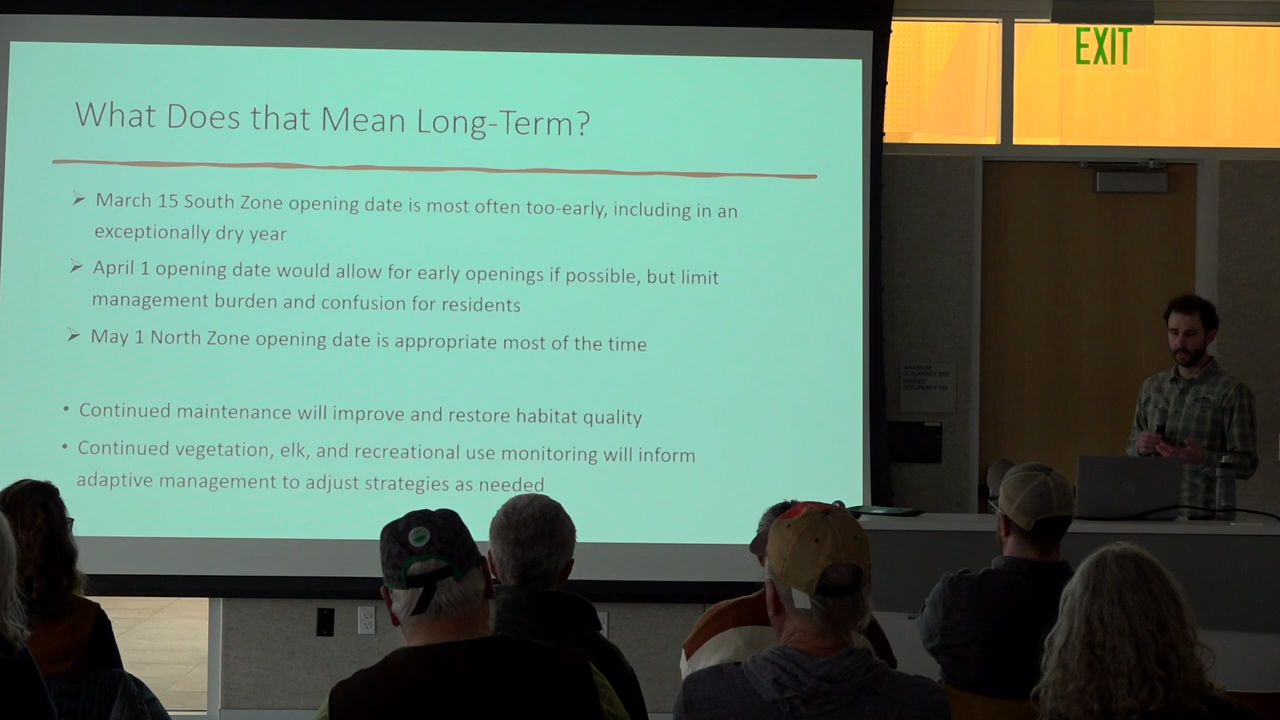 EXIT
What Does that Mean Long-Term?
March 15 South Zone opening date is most often too-early, including in an
exceptionally dry year
April 1 opening date would allow for early openings if possible, but limit
management burden and confusion for residents
May 1 North Zone opening date is appropriate most of the time
Continued maintenance will improve and restore habitat quality
Continued vegetation, elk, and recreational use monitoring will inform
adaptive management to adjust strategies as needed
MAXIMUM